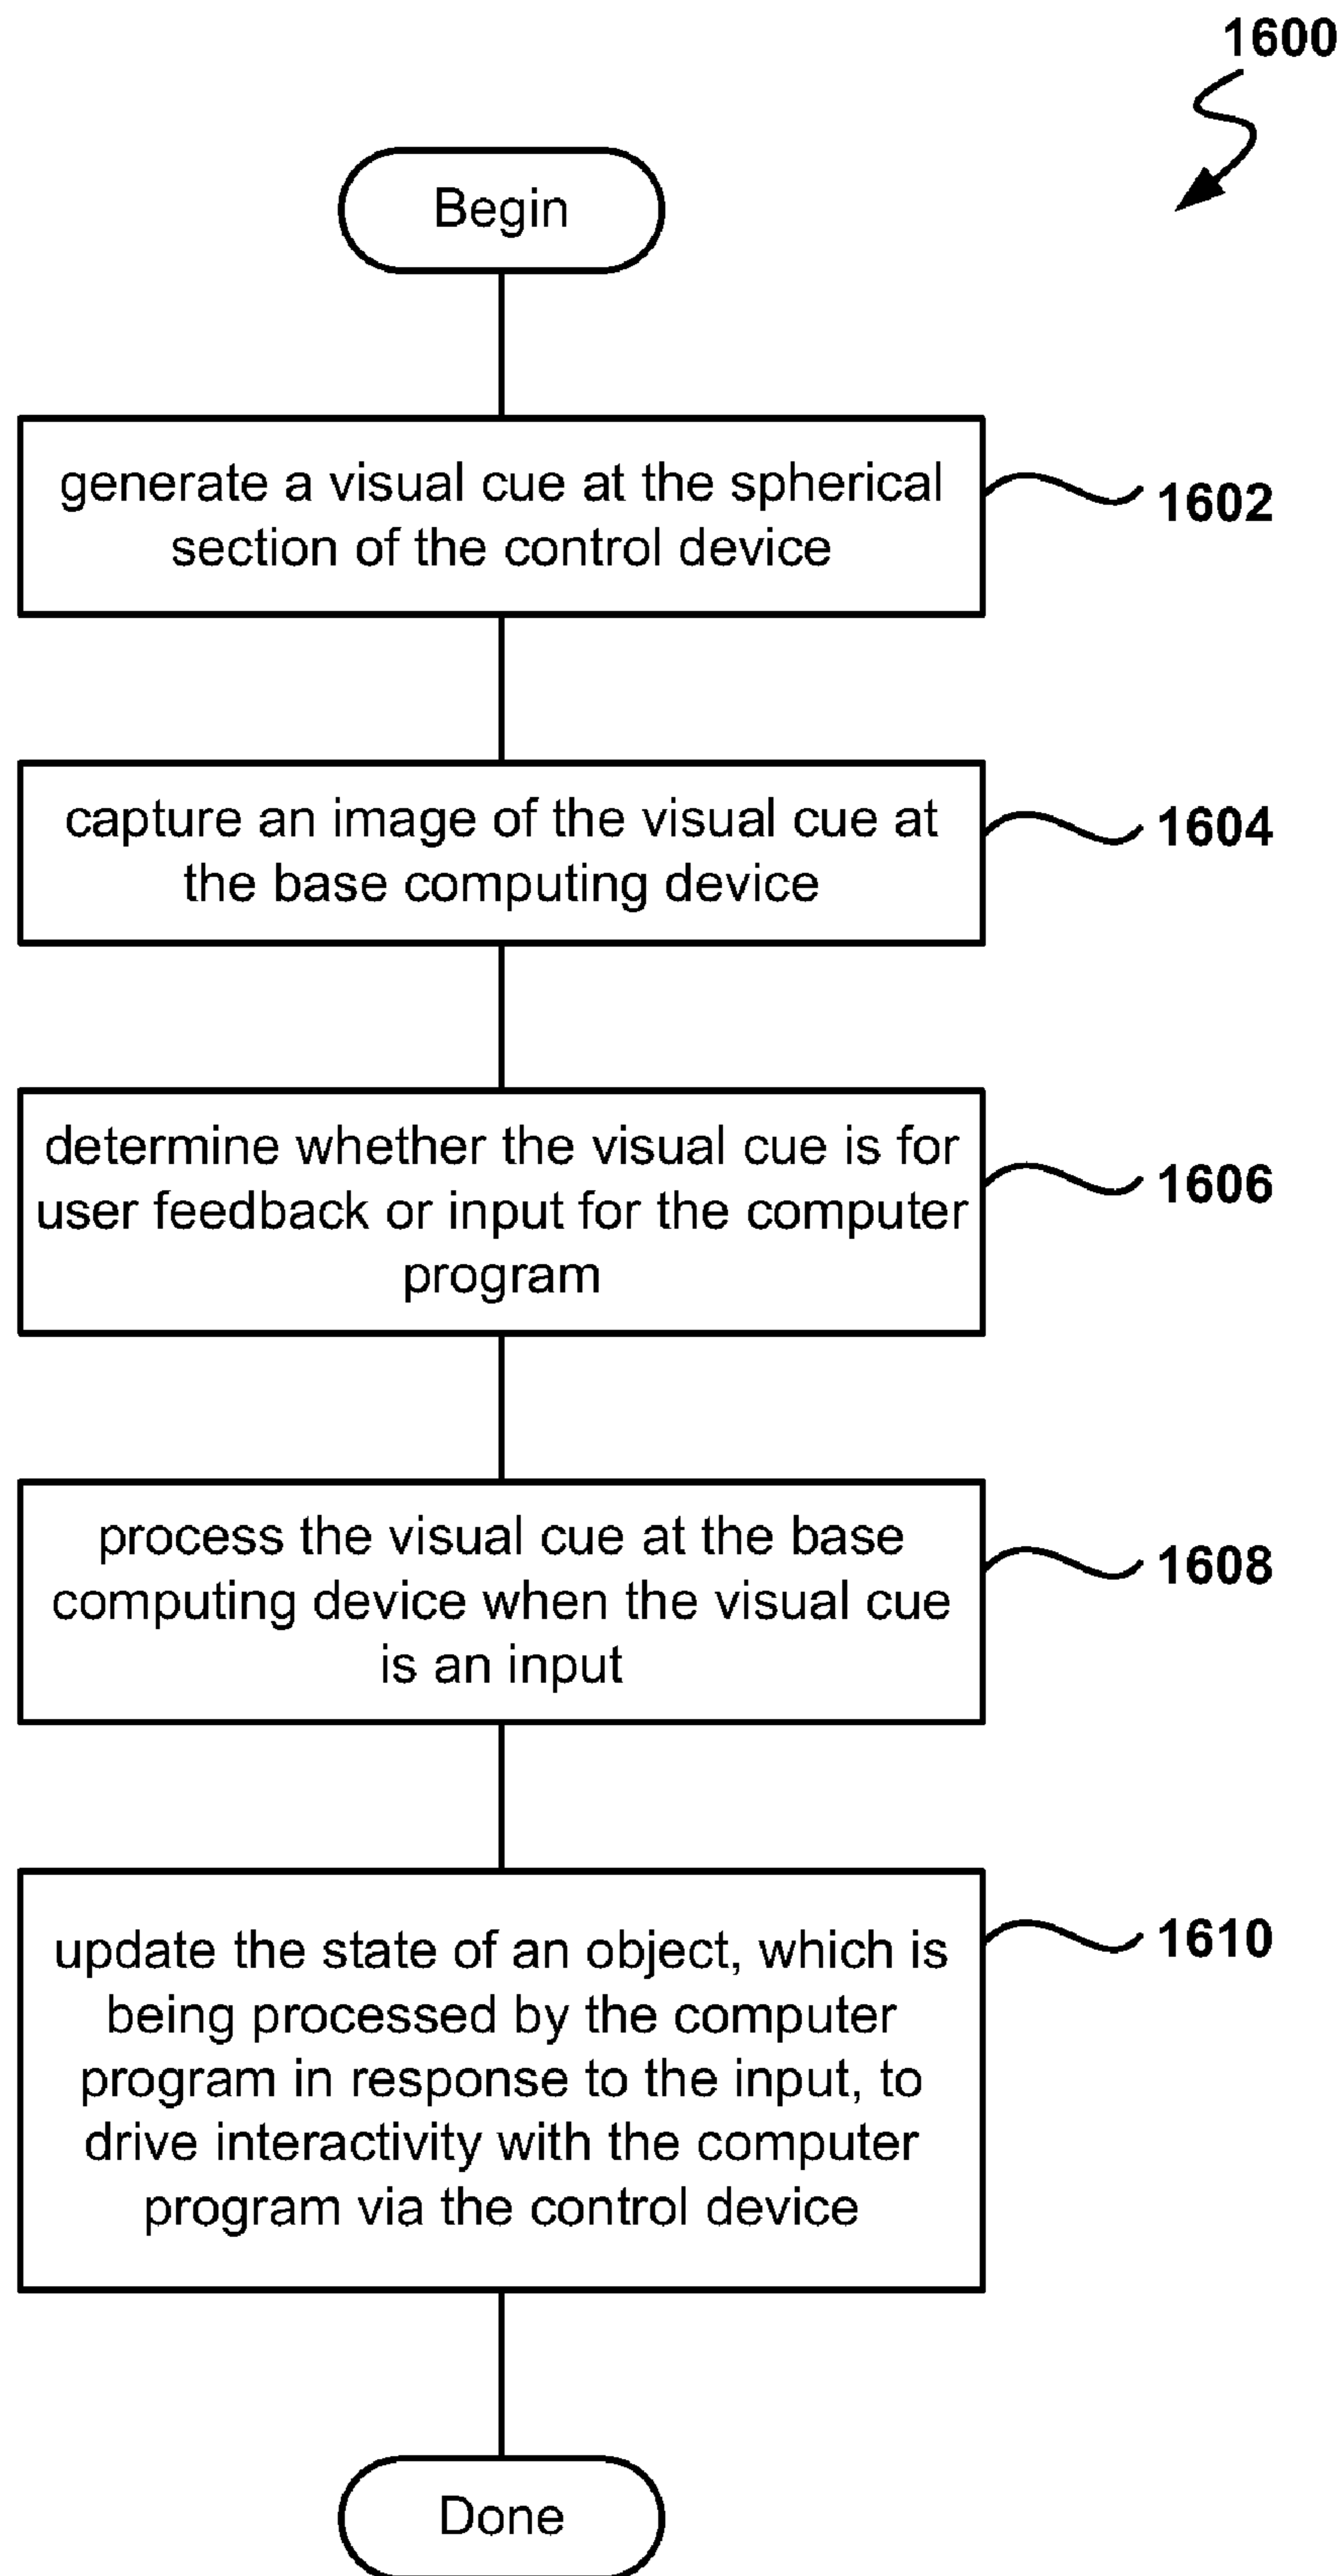 1600
Begin
generate a visual cue at the spherical
section of the control device
1602
capture an image of the visual cue at
the base computing device
1604
determine whether the visual cue is for
user feedback or input for the computer
program
1606
process the visual cue at the base
computing device when the visual cue
is an input
1608
update the state of an object, which is
being processed by the computer
program in response to the input, to
drive interactivity with the computer
program via the control device
1610
Done